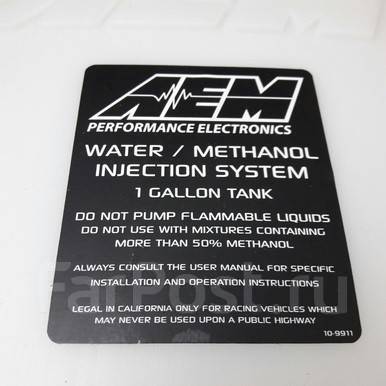 AEM
PERFORMANCE ELECTRONICS
WATER / METHANOL
INJECTION SYSTEM
1 GALLON TANK
DO NOT PUMP FLAMMABLE LIQUIDS
DO NOT USE WITH MIXTURES CONTAINING
MORE THAN 50% METHANOL
ALWAYS CONSULT THE USER MANUAL FOR SPECIFIC
INSTALLATION AND OPERATION INSTRUCTIONS
FarPost.ru
LEGAL IN CALIFORNIA ONLY FOR RACING VEHICLES WHICH
MAY NEVER BE USED UPON A PUBLIC HIGHWAY
10-9911